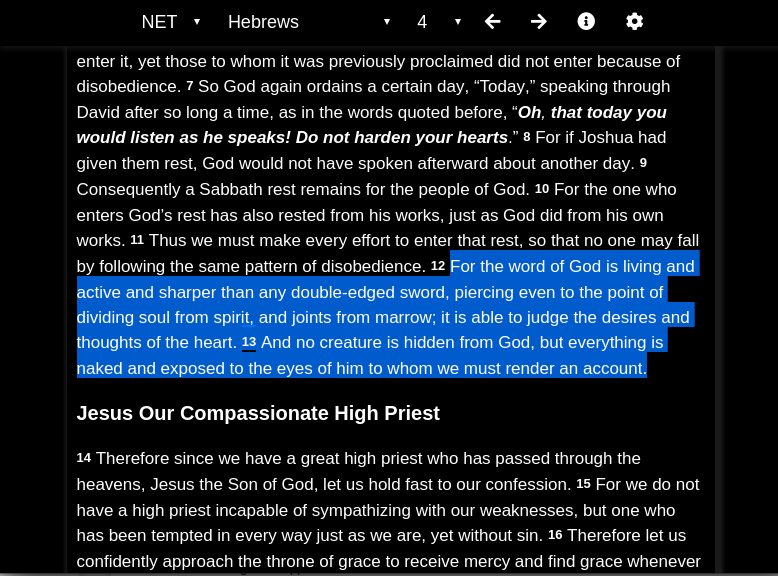 NET Hebrews 4
enter it, yet those to whom it was previously proclaimed did not enter because of
disobedience. 7 So God again ordains a certain day, “Today,” speaking through
David after so long a time, as in the words quoted before, “Oh, that today you
would listen as he speaks! Do not harden your hearts.” 8 For if Joshua had
given them rest, God would not have spoken afterward about another day. 9
Consequently a Sabbath rest remains for the people of God. 10 For the one who
enters God’s rest has also rested from his works, just as God did from his own
works. 11 Thus we must make every effort to enter that rest, so that no one may fall
by following the same pattern of disobedience. 12 For the word of God is living and
active and sharper than any double-edged sword, piercing even to the point of
dividing soul from spirit, and joints from marrow; it is able to judge the desires and
thoughts of the heart. 13 And no creature is hidden from God, but everything is
naked and exposed to the eyes of him to whom we must render an account.
Jesus Our Compassionate High Priest
14 Therefore since we have a great high priest who has passed through the
heavens, Jesus the Son of God, let us hold fast to our confession. 15 For we do not
have a high priest incapable of sympathizing with our weaknesses, but one who
has been tempted in every way just as we are, yet without sin. 16 Therefore let us
confidently approach the throne of grace to receive mercy and find grace whenever